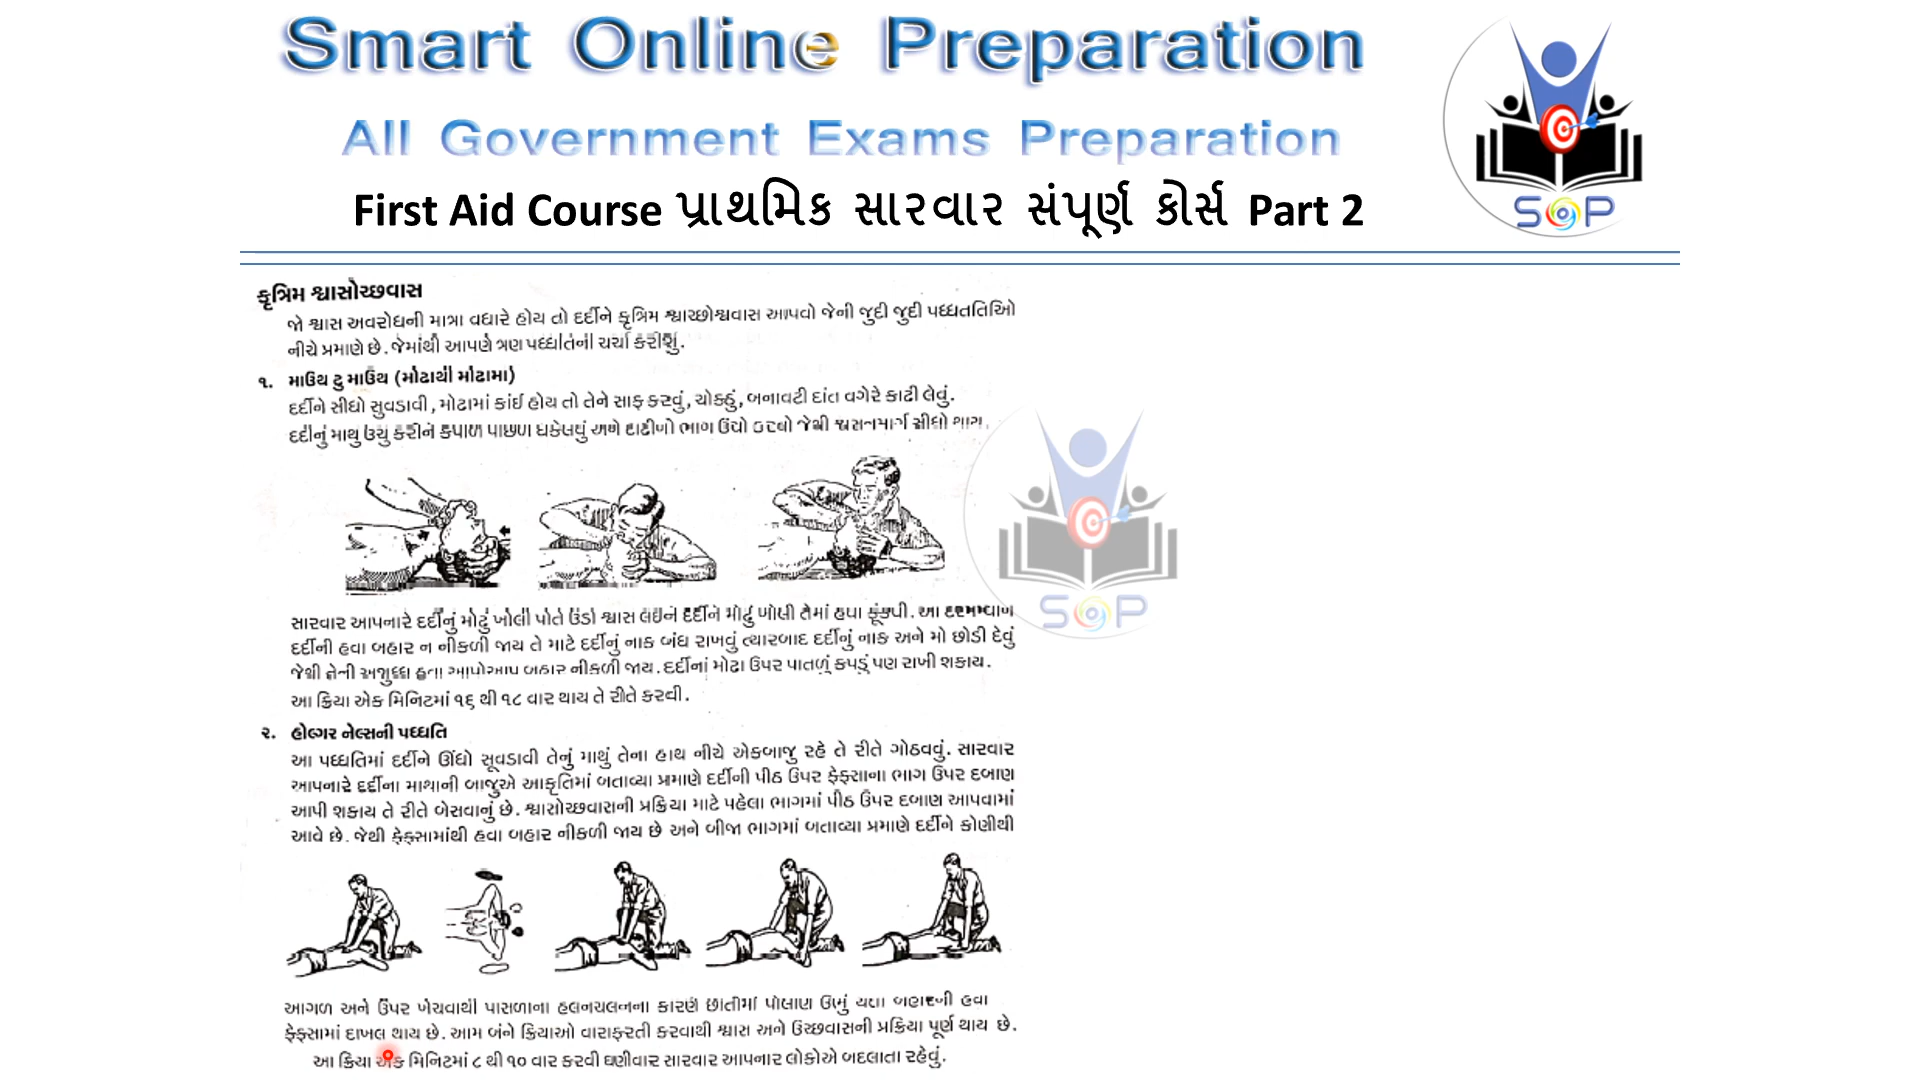 Smart Online Preparation
All Government Exams Preparation
First Aid Course પ્રાથમિક સારવાર સંપૂર્ણ કોર્સ Part 2
SOP
કૃત્રિમ શ્વાસોચ્છવાસ
જો શ્વાસ અવરોધની માત્રા વધારે હોય તો દર્દીને કૃત્રિમ શ્વાચ્છોશ્વવાસ આપવો જેની જુદી જુદી પધ્ધતતિઓ
નીચે પ્રમાણે છે. જેમાંથી આપણે ત્રણ પધ્ધતિની ચર્ચા કરીશું.
૧. માઉથ ટુ માઉથ (મોઢાથી મોઢામાં)
દર્દીને સીધો સુવડાવી, મોઢામાં કાંઈ હોય તો તેને સાફ કરવું, ચોકઠું, બનાવટી દાંત વગેરે કાઢી લેવું.
દર્દીનું માથુ ઉંચુ કરીને કપાળ પાછળ ધકેલવું અને દાઢીનો ભાગ ઉંચો કરવો જેથી શ્વાસનમાર્ગ સીધો થાય.
સારવાર આપનારે દર્દીનું મોઢું ખોલી પોતે ઉંડો શ્વાસ લઈને દર્દીને મોઢું ખોલી તેમાં હવા ફૂંકવી. આ દરમ્યાન
દર્દીની હવા બહાર ન નીકળી જાય તે માટે દર્દીનું નાક બંધ રાખવું ત્યારબાદ દર્દીનું નાક અને મો છોડી દેવું
જેથી તેની અશુધ્ધ હવા આપોઆપ બહાર નીકળી જાય. દર્દીનાં મોઢા ઉપર પાતળું કપડું પણ રાખી શકાય.
આ ક્રિયા એક મિનિટમાં ૧૬ થી ૧૮ વાર થાય તે રીતે કરવી.
૨. હોલ્ગર નેલ્સની પધ્ધતિ
આ પધ્ધતિમાં દર્દીને ઊંધો સૂવડાવી તેનું માથું તેના હાથ નીચે એકબાજુ રહે તે રીતે ગોઠવવું. સારવાર
આપનારે દર્દીના માથાની બાજુએ આકૃતિમાં બતાવ્યા પ્રમાણે દર્દીની પીઠ ઉપર ફેફસાના ભાગ ઉપર દબાણ
આપી શકાય તે રીતે બેસવાનું છે. શ્વાસોચ્છવાસની પ્રક્રિયા માટે પહેલા ભાગમાં પીઠ ઉપર દબાણ આપવામાં
આવે છે. જેથી ફેફસામાંથી હવા બહાર નીકળી જાય છે અને બીજા ભાગમાં બતાવ્યા પ્રમાણે દર્દીને કોણીથી
આગળ અને ઉપર ખેચવાથી પાસળાના હલનચલનના કારણે છાતીમાં પોલાણ ઉભું થતા બહારની હવા
ફેફસામાં દાખલ થાય છે. આમ બંને ક્રિયાઓ વારાફરતી કરવાથી શ્વાસ અને ઉચ્છવાસની પ્રક્રિયા પૂર્ણ થાય છે.
આ ક્રિયા એક મિનિટમાં ૮ થી ૧૦ વાર કરવી ઘણીવાર સારવાર આપનાર લોકોએ બદલાતા રહેવું.
SOP